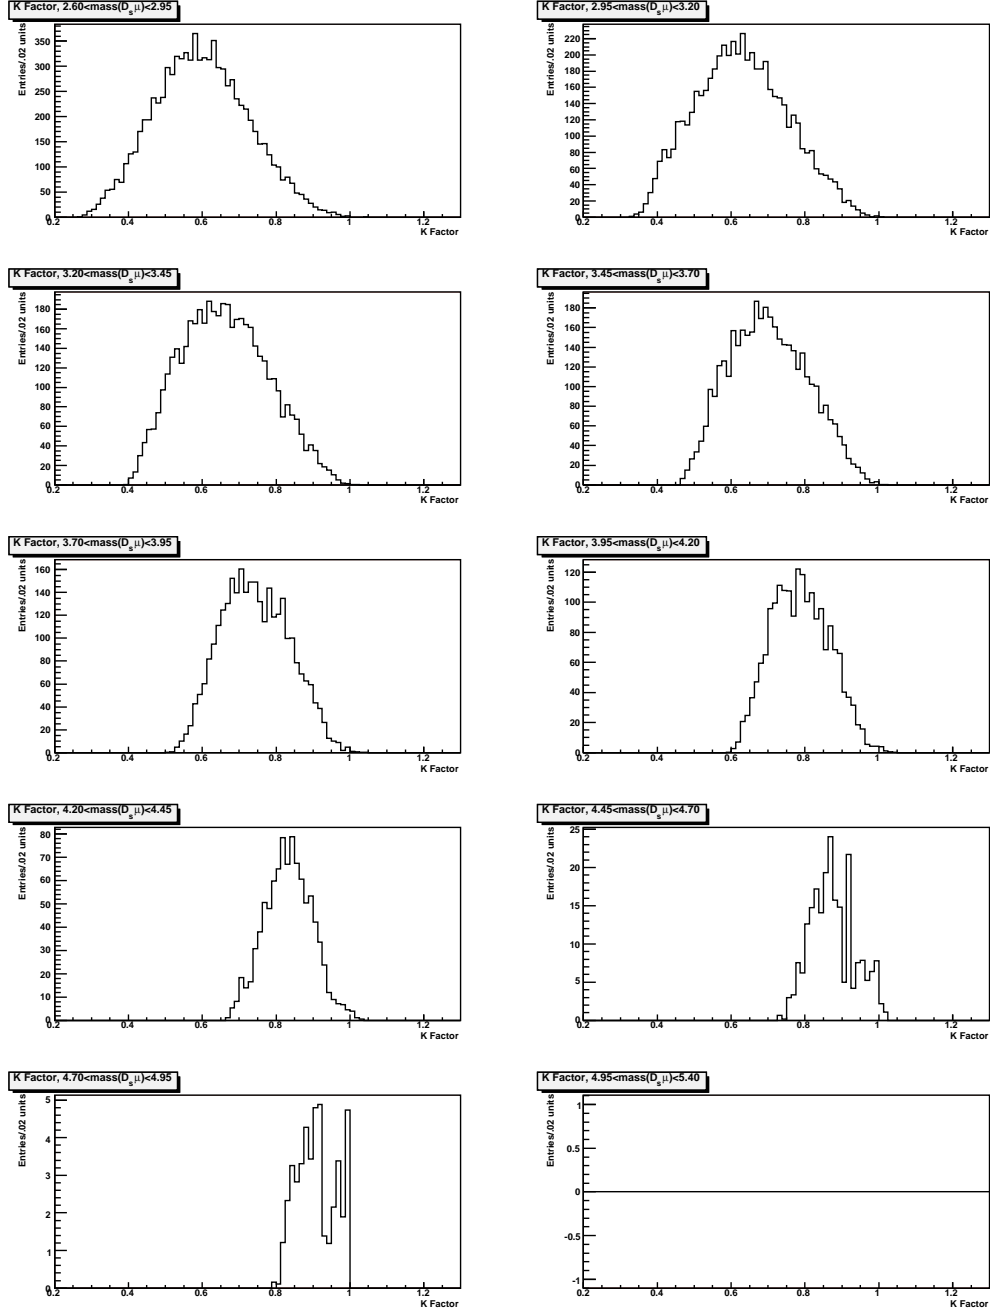 K Factor, 2.60<mass(D_sμ)<2.95
Entries/.02 units
350
300
250
200
150
100
50
0
0.2 0.4 0.6 0.8 1 1.2
K Factor
K Factor, 2.95<mass(D_sμ)<3.20
Entries/.02 units
220
200
180
160
140
120
100
80
60
40
20
0
0.2 0.4 0.6 0.8 1 1.2
K Factor
K Factor, 3.20<mass(D_sμ)<3.45
Entries/.02 units
180
160
140
120
100
80
60
40
20
0
0.2 0.4 0.6 0.8 1 1.2
K Factor
K Factor, 3.45<mass(D_sμ)<3.70
Entries/.02 units
180
160
140
120
100
80
60
40
20
0
0.2 0.4 0.6 0.8 1 1.2
K Factor
K Factor, 3.70<mass(D_sμ)<3.95
Entries/.02 units
160
140
120
100
80
60
40
20
0
0.2 0.4 0.6 0.8 1 1.2
K Factor
K Factor, 3.95<mass(D_sμ)<4.20
Entries/.02 units
120
100
80
60
40
20
0
0.2 0.4 0.6 0.8 1 1.2
K Factor
K Factor, 4.20<mass(D_sμ)<4.45
Entries/.02 units
80
70
60
50
40
30
20
10
0
0.2 0.4 0.6 0.8 1 1.2
K Factor
K Factor, 4.45<mass(D_sμ)<4.70
Entries/.02 units
25
20
15
10
5
0
0.2 0.4 0.6 0.8 1 1.2
K Factor
K Factor, 4.70<mass(D_sμ)<4.95
Entries/.02 units
5
4
3
2
1
0
0.2 0.4 0.6 0.8 1 1.2
K Factor
K Factor, 4.95<mass(D_sμ)<5.40
Entries/.02 units
1
0.5
0
-0.5
-1
0.2 0.4 0.6 0.8 1 1.2
K Factor